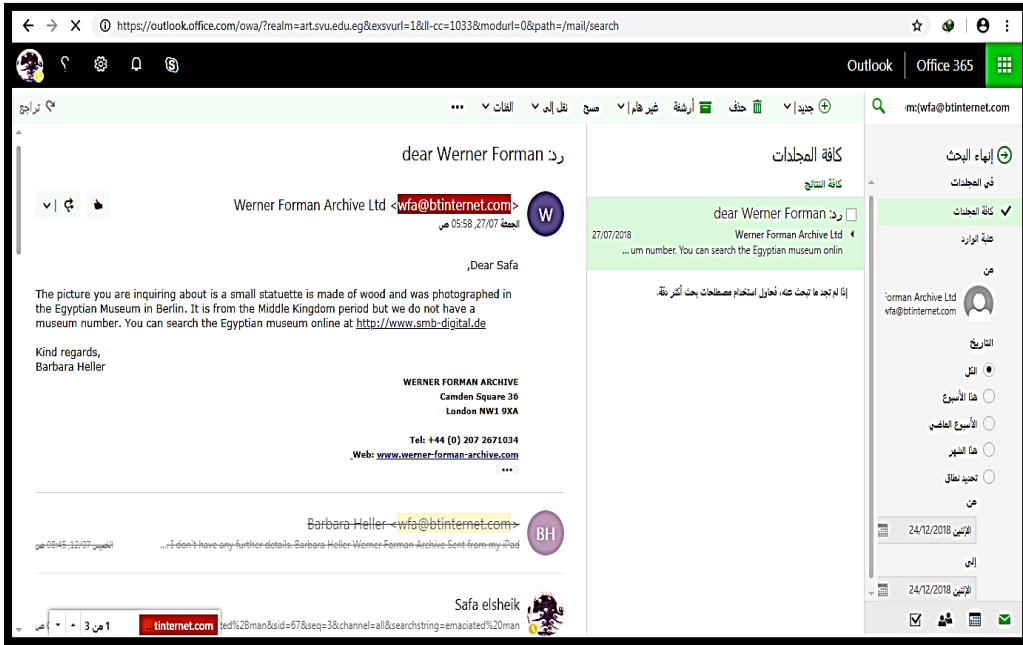 https://outlook.office.com/owa/?realm=art.svu.edu.eg&exsvurl=1&ll-cc=1033&modurl=0&path=/mail/search
Outlook
Office 365
m:(wfa@btinternet.com
جديد
حذف
أرشفة
غير هام
مسح
نقل إلى
الفئات
تراجع
إنهاء البحث
في المجلدات
كافة المجلدات
علبة الوارد
من
Forman Archive Ltd
wfa@btinternet.com
التاريخ
الكل
هذا الأسبوع
الأسبوع الماضي
هذا الشهر
تحديد نطاق
من
الإثنين 24/12/2018
إلى
الإثنين 24/12/2018
كافة المجلدات
كافة النتائج
رد: dear Werner Forman
Werner Forman Archive Ltd
27/07/2018
... um number. You can search the Egyptian museum onlin
إذا لم تجد ما تبحث عنه، فحاول استخدام مصطلحات بحث أكثر دقة.
رد: dear Werner Forman
W
Werner Forman Archive Ltd <wfa@btinternet.com>
الجمعة 27/07, 05:58 ص
Dear Safa,
The picture you are inquiring about is a small statuette is made of wood and was photographed in
the Egyptian Museum in Berlin. It is from the Middle Kingdom period but we do not have a
museum number. You can search the Egyptian museum online at http://www.smb-digital.de
Kind regards,
Barbara Heller
WERNER FORMAN ARCHIVE
Camden Square 36
London NW1 9XA
Tel: +44 (0) 207 2671034
Web: www.werner-forman-archive.com
BH
Barbara Heller <wfa@btinternet.com>
الخميس 12/07, 08:45 ص
...I don't have any further details. Barbara Heller Werner Forman Archive Sent from my iPad
Safa elsheik
ted%2Bman&sid=67&seq=3&channel=all&searchstring=emaciated%20man
1 من 3
tinternet.com